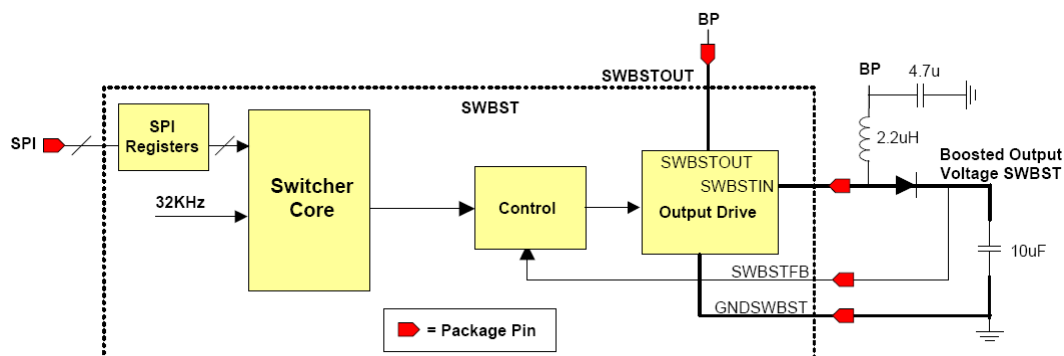 BP
SWBSTOUT
BP
4.7u
SWBST
SPI
SPI
Registers
2.2uH
Switcher
Core
SWBSTOUT
SWBSTIN
Boosted Output
Voltage SWBST
32KHz
Control
Output Drive
10uF
SWBSTFB
GNDSWBST
= Package Pin